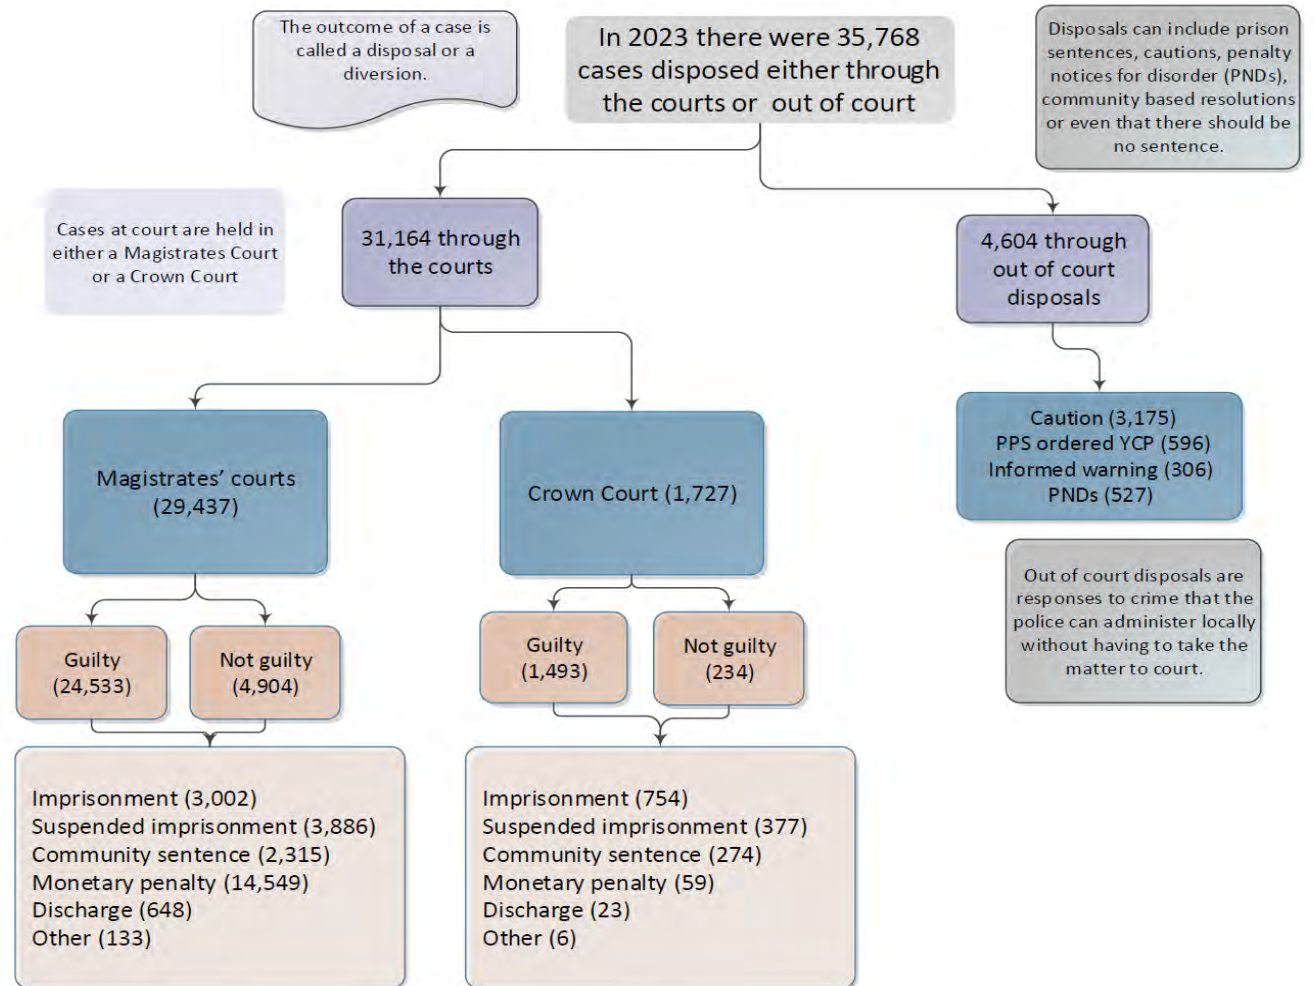 The outcome of a case is
called a disposal or a
diversion.
In 2023 there were 35,768
cases disposed either through
the courts or out of court
Disposals can include prison
sentences, cautions, penalty
notices for disorder (PNDs),
community based resolutions
or even that there should be
no sentence.
Cases at court are held in
either a Magistrates Court
or a Crown Court
31,164 through
the courts
4,604 through
out of court
disposals
Magistrates’ courts
(29,437)
Crown Court (1,727)
Caution (3,175)
PPS ordered YCP (596)
Informed warning (306)
PNDs (527)
Out of court disposals are
responses to crime that the
police can administer locally
without having to take the
matter to court.
Guilty
(24,533)
Not guilty
(4,904)
Guilty
(1,493)
Not guilty
(234)
Imprisonment (3,002)
Suspended imprisonment (3,886)
Community sentence (2,315)
Monetary penalty (14,549)
Discharge (648)
Other (133)
Imprisonment (754)
Suspended imprisonment (377)
Community sentence (274)
Monetary penalty (59)
Discharge (23)
Other (6)